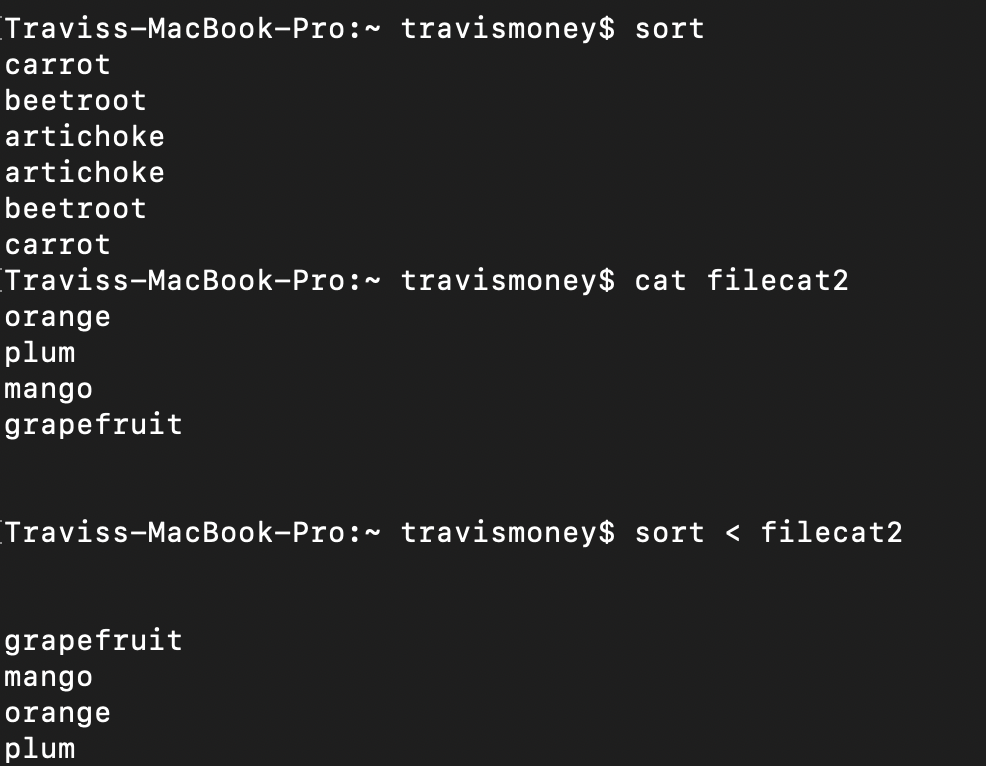 [Traviss-MacBook-Pro:~ travismoney$ sort
carrot
beetroot
artichoke
artichoke
beetroot
carrot
[Traviss-MacBook-Pro:~ travismoney$ cat filecat2
orange
plum
mango
grapefruit
[Traviss-MacBook-Pro:~ travismoney$ sort < filecat2
grapefruit
mango
orange
plum